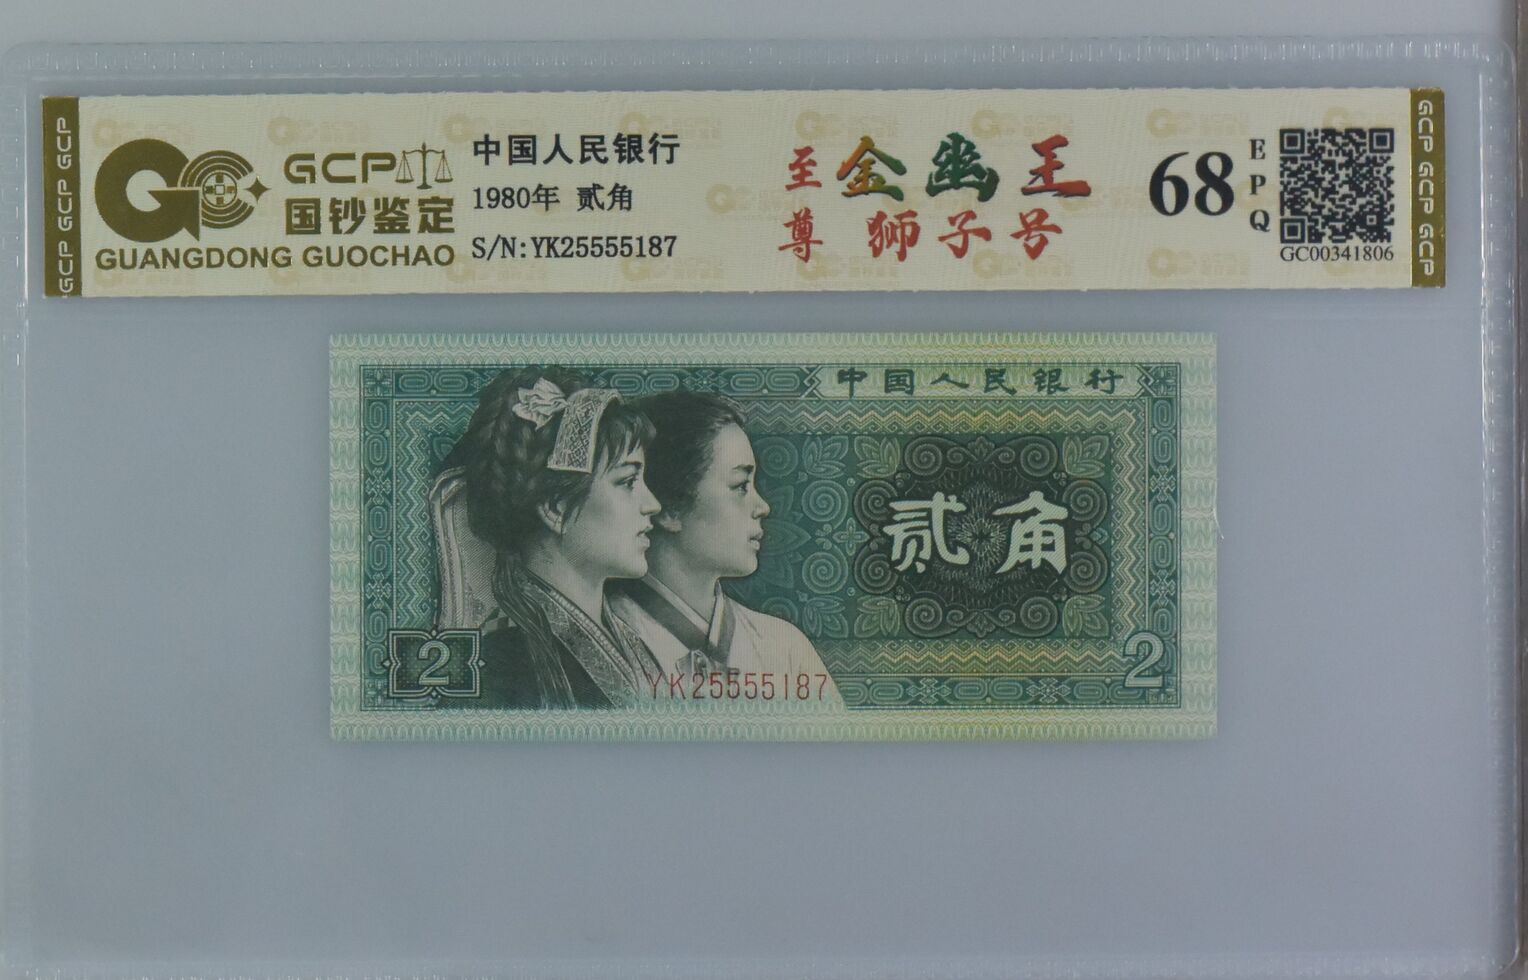 GCP GCP GCP
GCP
国钞鉴定
GUANGDONG GUOCHAO
中国人民银行
1980年 贰角
S/N:YK25555187
至尊
金幽王
狮子号
68
EPQ
GC00341806
GCP GCP GCP
中国人民银行
贰角
2
2
YK25555187